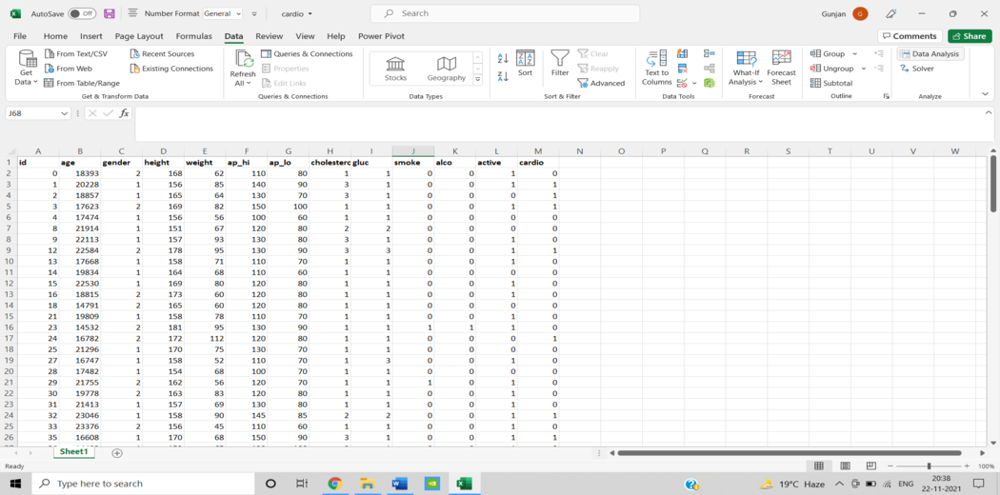 AutoSave Off Number Format General cardio Search Gunjan G
File Home Insert Page Layout Formulas Data Review View Help Power Pivot Comments Share
Get Data
From Text/CSV
From Web
From Table/Range
Recent Sources
Existing Connections
Get & Transform Data
Refresh All
Queries & Connections
Properties
Edit Links
Queries & Connections
Stocks Geography
Data Types
Sort
Filter
Clear
Reapply
Advanced
Sort & Filter
Text to Columns
Data Tools
What-If Analysis
Forecast Sheet
Forecast
Group
Ungroup
Subtotal
Outline
Data Analysis
Solver
Analyze
J68 fx
A B C D E F G H I J K L M N O P Q R S T U V W
1 id age gender height weight ap_hi ap_lo cholesterc gluc smoke alco active cardio
2 0 18393 2 168 62 110 80 1 1 0 0 1 0
3 1 20228 1 156 85 140 90 3 1 0 0 1 1
4 2 18857 1 165 64 130 70 3 1 0 0 0 1
5 3 17623 2 169 82 150 100 1 1 0 0 1 1
6 4 17474 1 156 56 100 60 1 1 0 0 0 0
7 8 21914 1 151 67 120 80 2 2 0 0 0 0
8 9 22113 1 157 93 130 80 3 1 0 0 1 0
9 12 22584 2 178 95 130 90 3 3 0 0 1 1
10 13 17668 1 158 71 110 70 1 1 0 0 1 0
11 14 19834 1 164 68 110 60 1 1 0 0 0 0
12 15 22530 1 169 80 120 80 1 1 0 0 1 0
13 16 18815 2 173 60 120 80 1 1 0 0 1 0
14 18 14791 2 165 60 120 80 1 1 0 0 0 0
15 21 19809 1 158 78 110 70 1 1 0 0 1 0
16 23 14532 2 181 95 130 90 1 1 1 1 1 0
17 24 16782 2 172 112 120 80 1 1 0 0 0 1
18 25 21296 1 170 75 130 70 1 1 0 0 0 0
19 27 16747 1 158 52 110 70 1 3 0 0 1 0
20 28 17482 1 154 68 100 70 1 1 0 0 0 0
21 29 21755 2 162 56 120 70 1 1 1 0 1 0
22 30 19778 2 163 83 120 80 1 1 0 0 1 0
23 31 21413 1 157 69 130 80 1 1 0 0 1 0
24 32 23046 1 158 90 145 85 2 2 0 0 1 1
25 33 23376 2 156 45 110 60 1 1 0 0 1 0
26 35 16608 1 170 68 150 90 3 1 0 0 1 1
Sheet1
Ready 100%
Type here to search 19°C Haze ENG 20:38
22-11-2021